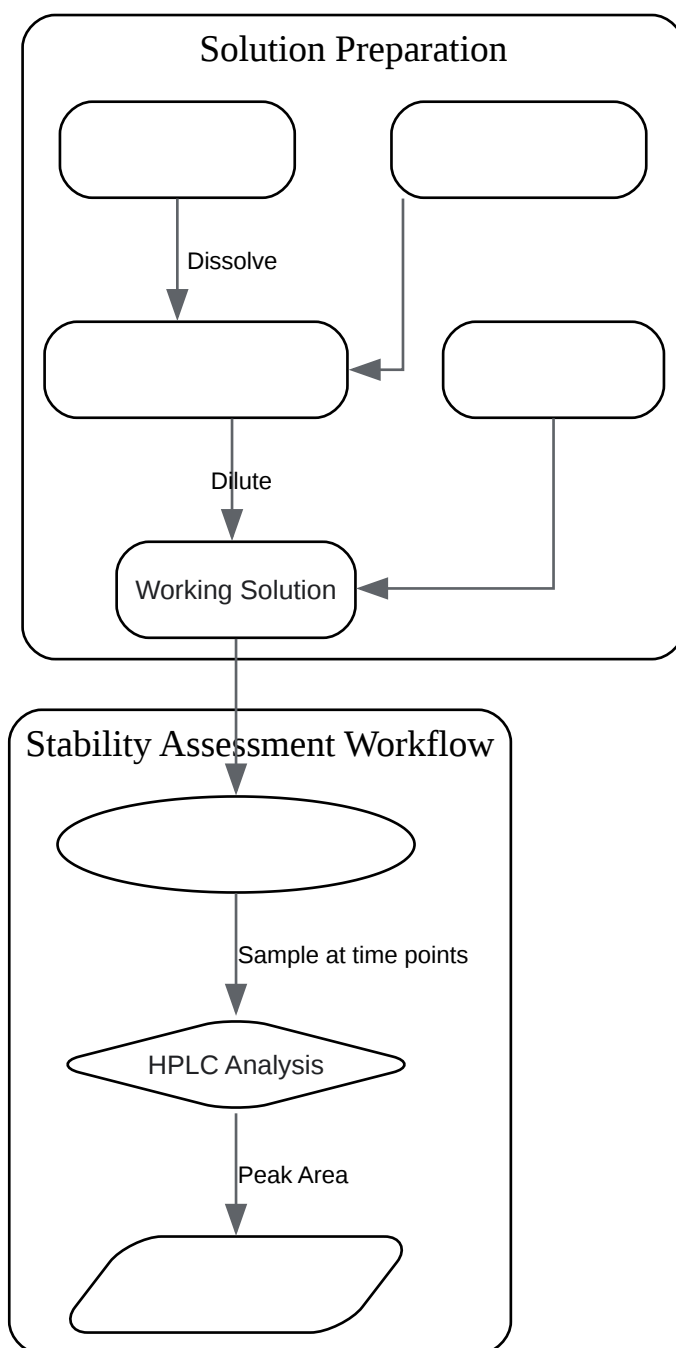 Solution Preparation
Dissolve
Dilute
Working Solution
Stability Assessment Workflow
Sample at time points
HPLC Analysis
Peak Area